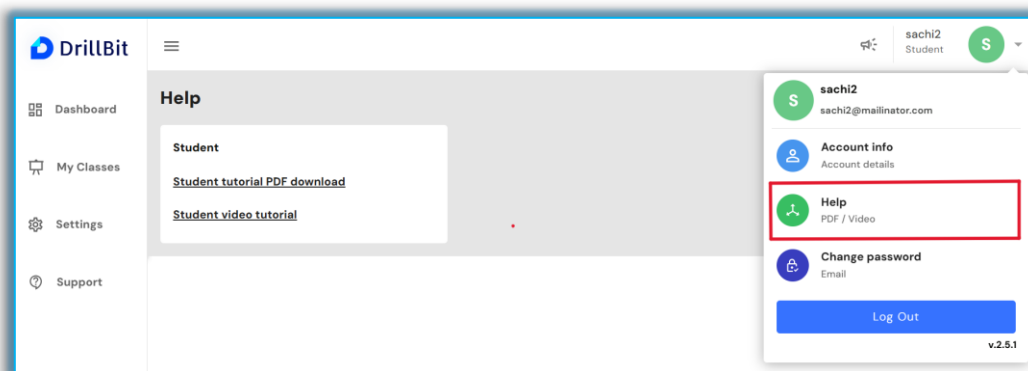 DrillBit
sachi2
Student
S
Dashboard
My Classes
Settings
Support
Help
Student
Student tutorial PDF download
Student video tutorial
S
sachi2
sachi2@mailinator.com
Account info
Account details
Help
PDF / Video
Change password
Email
Log Out
v.2.5.1